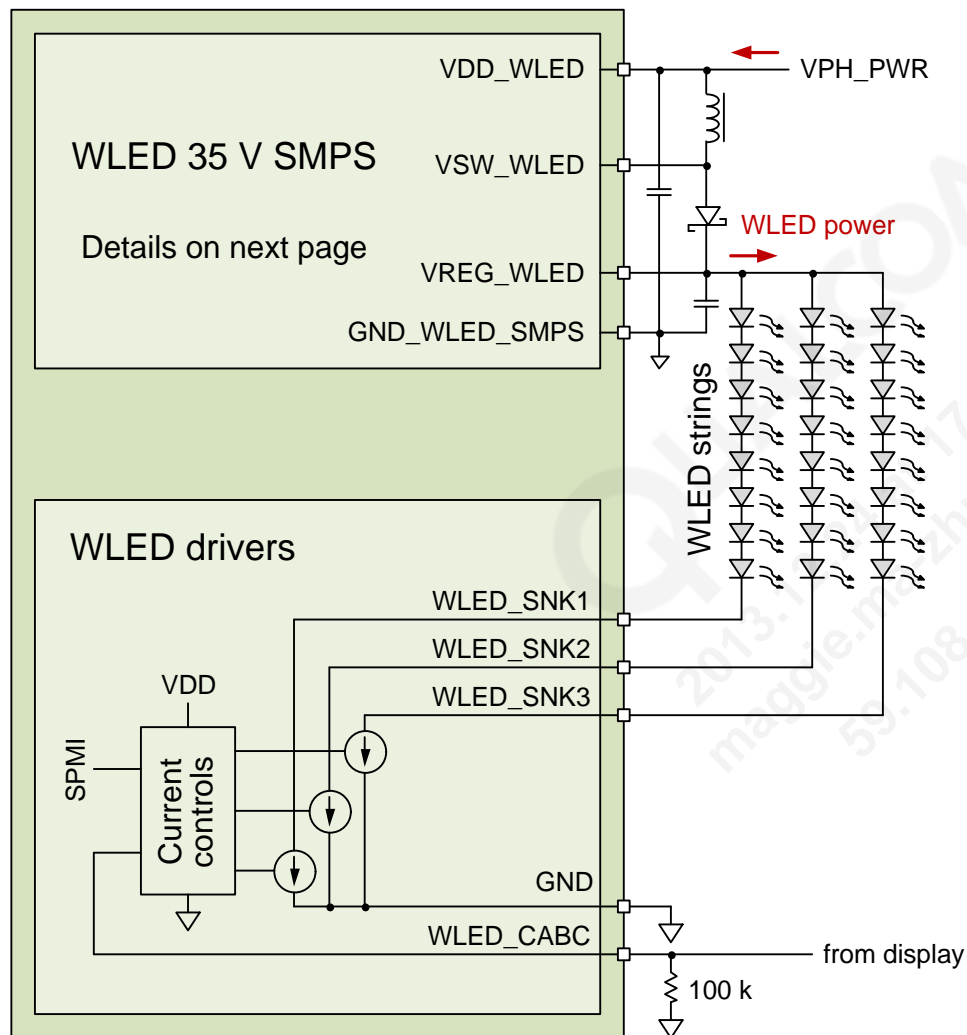 VDD_WLED
VPH_PWR
WLED 35 V SMPS
VSW_WLED
Details on next page
WLED power
VREG_WLED
GND_WLED_SMPS
WLED strings
WLED drivers
WLED_SNK1
WLED_SNK2
VDD
WLED_SNK3
SPMI
Current
controls
GND
WLED_CABC
from display
100 k